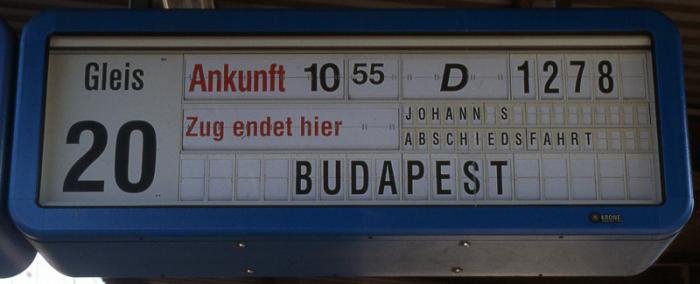 Gleis 20
Ankunft 10 55 D 1278
Zug endet hier
JOHANN S
ABSCHIEDSFAHRT
BUDAPEST
KRONE